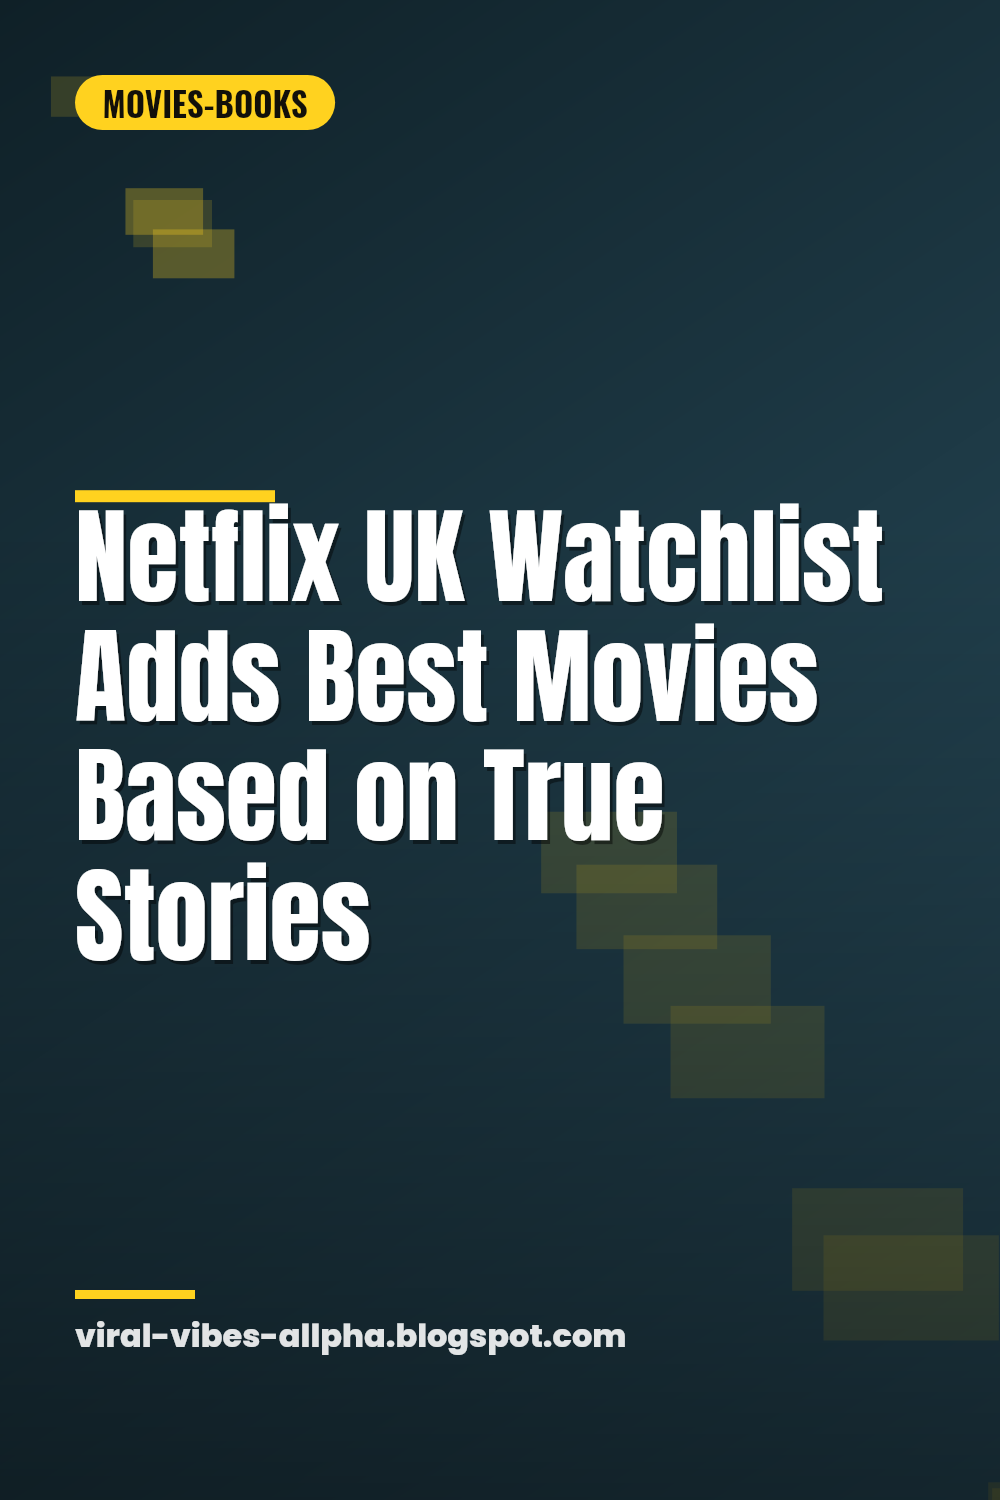 MOVIES-BOOKS
Netflix UK Watchlist
Adds Best Movies
Based on True
Stories
viral-vibes-allpha.blogspot.com